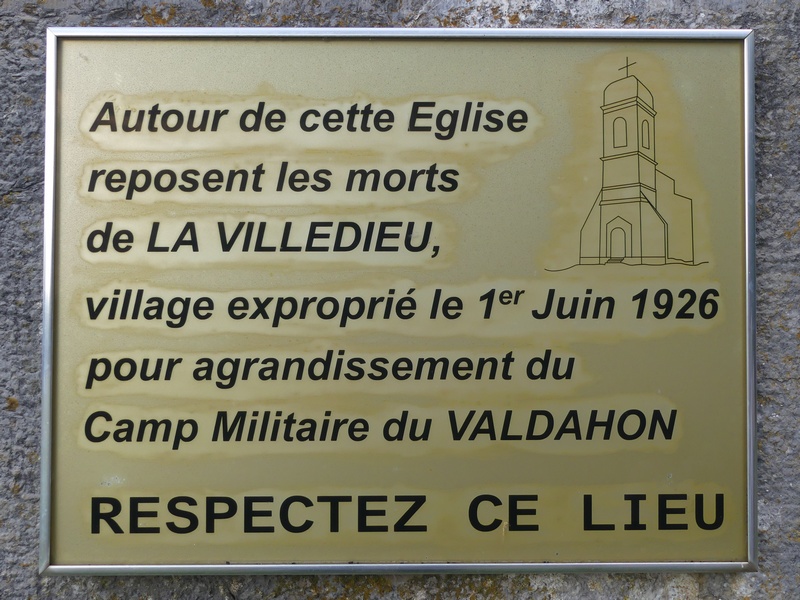 Autour de cette Eglise
reposent les morts
de LA VILLEDIEU,
village exproprié le 1er Juin 1926
pour agrandissement du
Camp Militaire du VALDAHON
RESPECTEZ CE LIEU